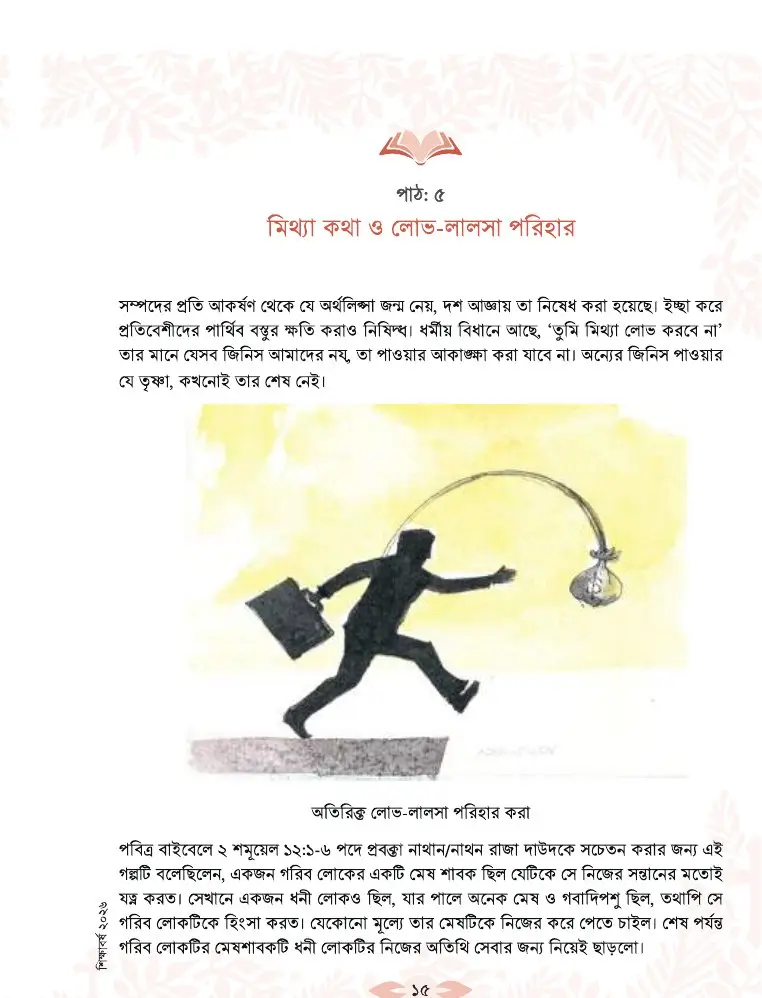 পাঠ: ৫
মিথ্যা কথা ও লোভ-লালসা পরিহার
সম্পদের প্রতি আকর্ষণ থেকে যে অর্থলিপ্সা জন্ম নেয়, দশ আজ্ঞায় তা নিষেধ করা হয়েছে। ইচ্ছা করে
প্রতিবেশীদের পার্থিব বস্তুর ক্ষতি করাও নিষিদ্ধ। ধর্মীয় বিধানে আছে, ‘তুমি মিথ্যা লোভ করবে না’
তার মানে যেসব জিনিস আমাদের নয়, তা পাওয়ার আকাঙ্ক্ষা করা যাবে না। অন্যের জিনিস পাওয়ার
যে তৃষ্ণা, কখনোই তার শেষ নেই।
অতিরিক্ত লোভ-লালসা পরিহার করা
পবিত্র বাইবেলে ২ শমূয়েল ১২:১-৬ পদে প্রবক্তা নাথান/নাথন রাজা দাউদকে সচেতন করার জন্য এই
গল্পটি বলেছিলেন, একজন গরিব লোকের একটি মেষ শাবক ছিল যেটিকে সে নিজের সন্তানের মতোই
যত্ন করত। সেখানে একজন ধনী লোকও ছিল, যার পালে অনেক মেষ ও গবাদিপশু ছিল, তথাপি সে
গরিব লোকটিকে হিংসা করত। যেকোনো মূল্যে তার মেষটিকে নিজের করে পেতে চাইল। শেষ পর্যন্ত
গরিব লোকটির মেষশাবকটি ধনী লোকটির নিজের অতিথি সেবার জন্য নিয়েই ছাড়লো।
শিক্ষাবর্ষ ২০২৬
১৫